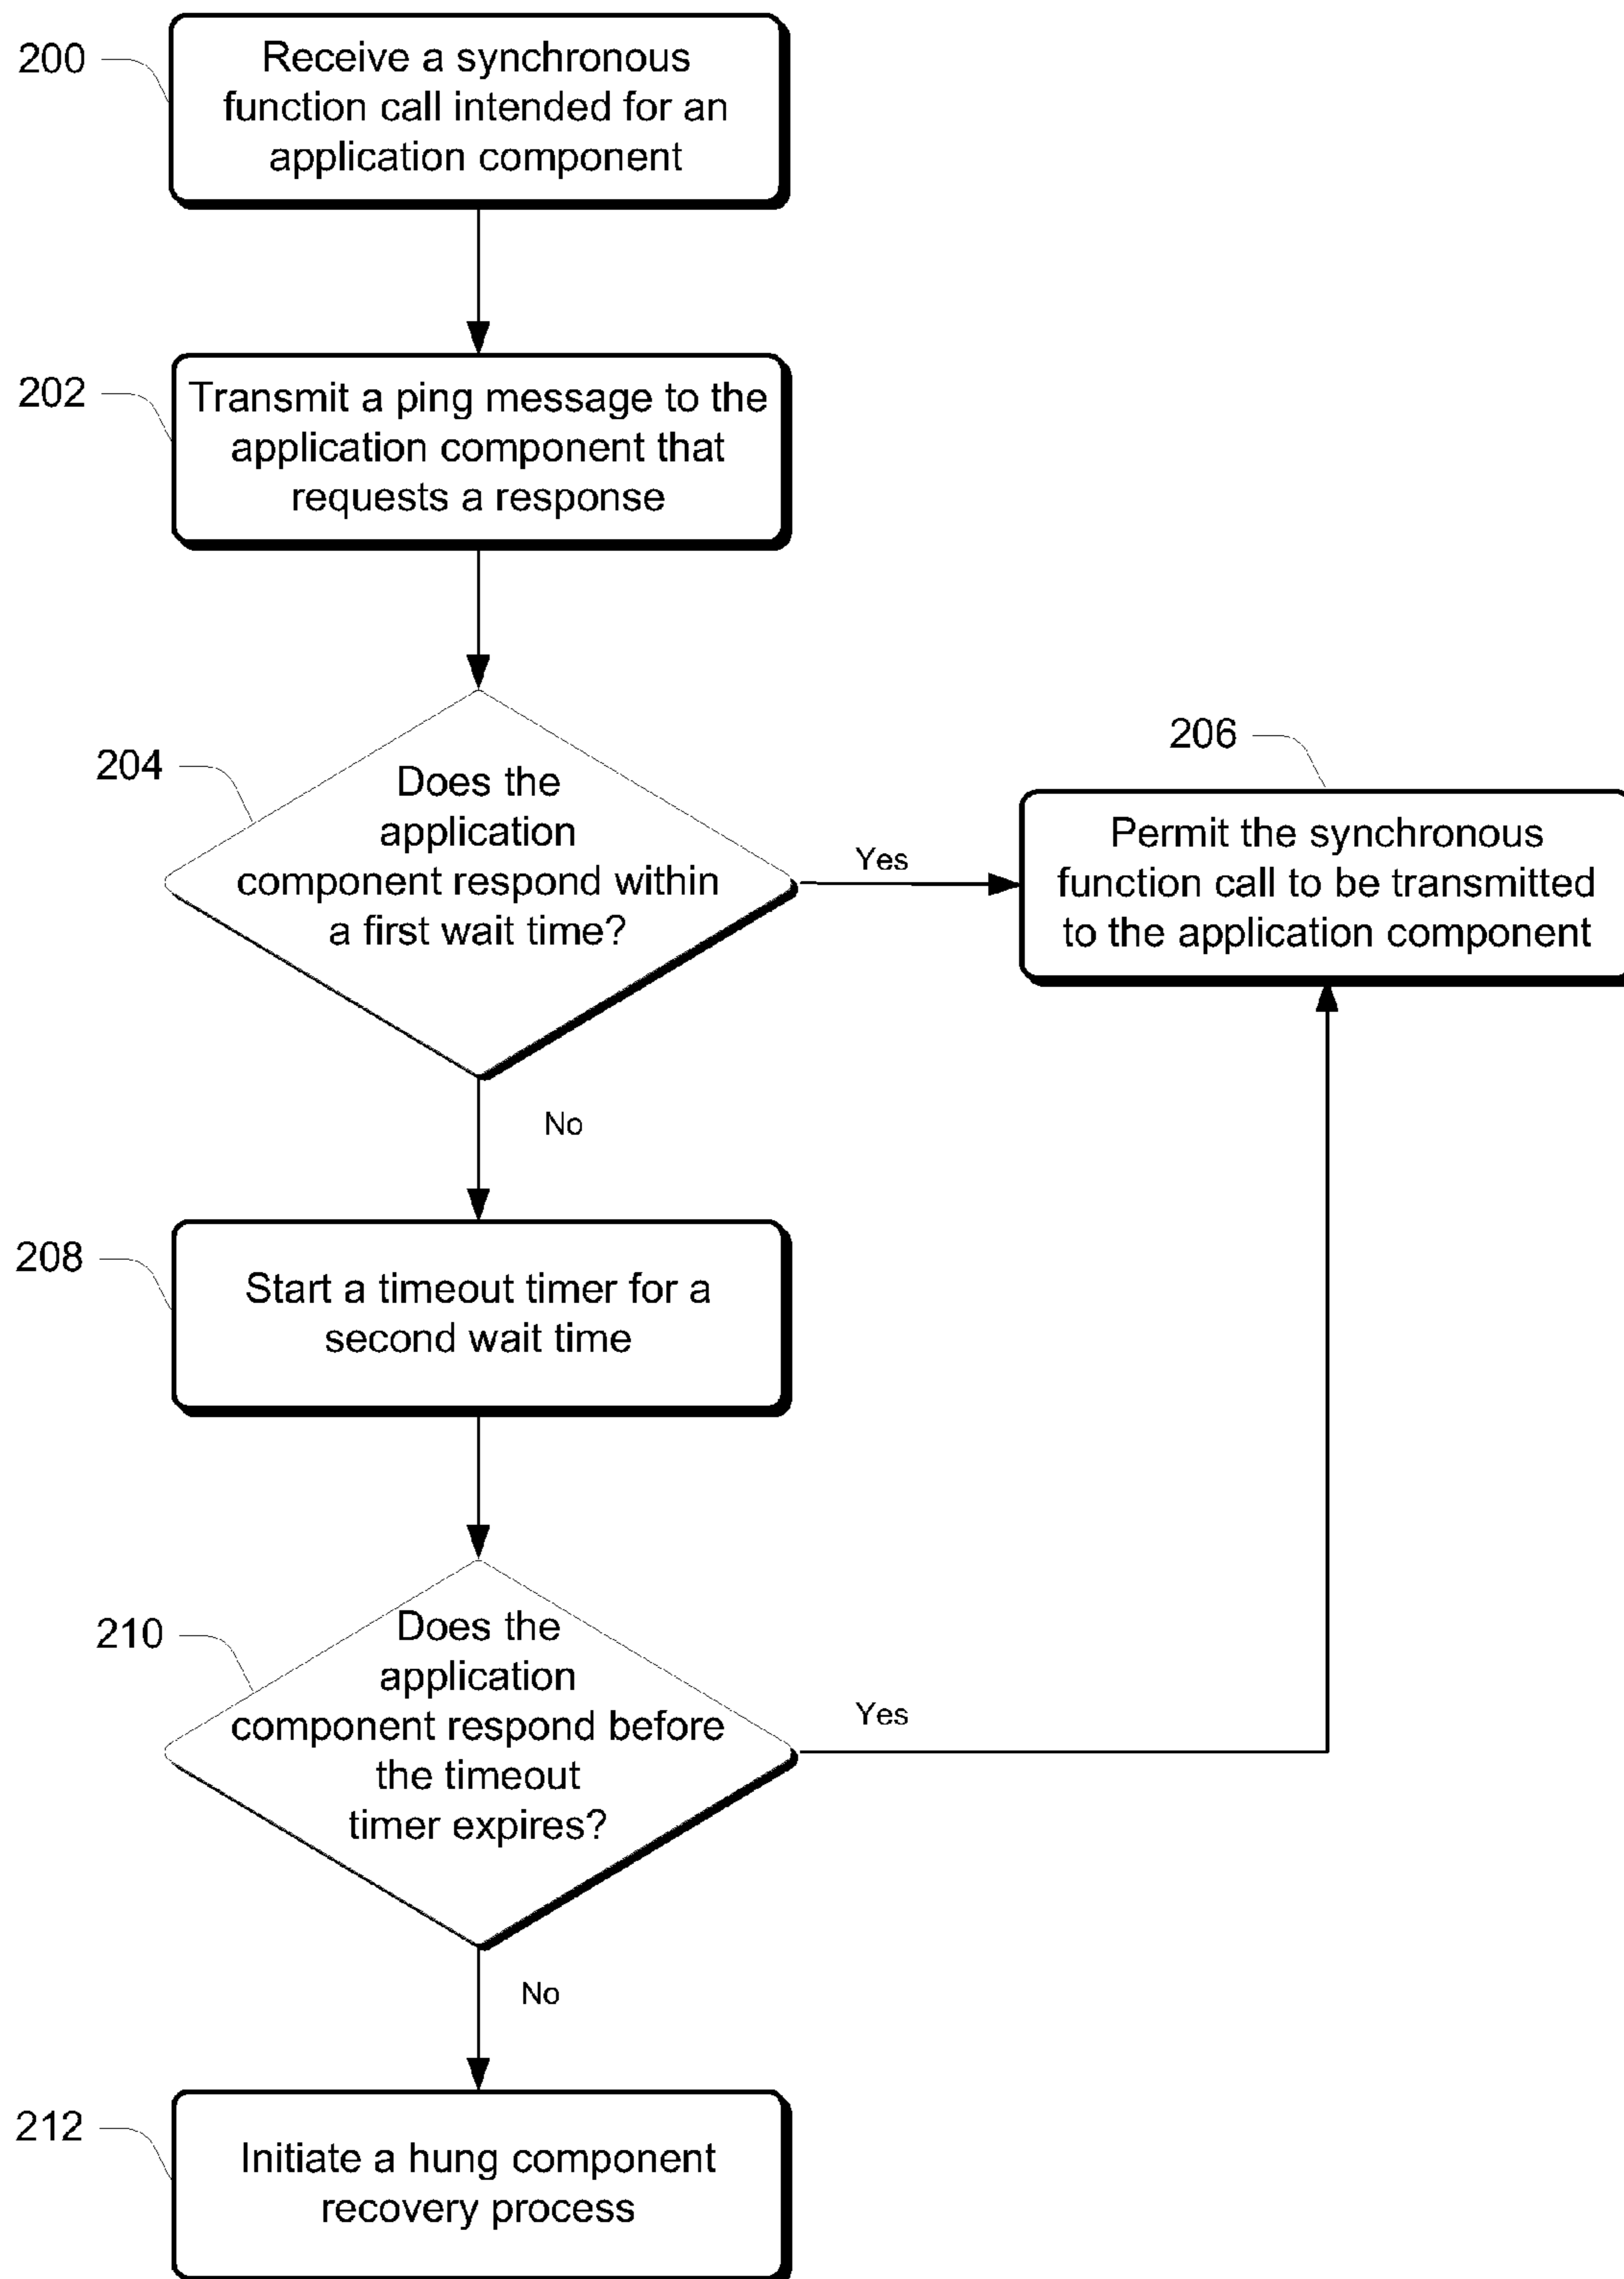 200
Receive a synchronous
function call intended for an
application component
202
Transmit a ping message to the
application component that
requests a response
204
Does the
application
component respond within
a first wait time?
Yes
206
Permit the synchronous
function call to be transmitted
to the application component
No
208
Start a timeout timer for a
second wait time
210
Does the
application
component respond before
the timeout
timer expires?
Yes
No
212
Initiate a hung component
recovery process